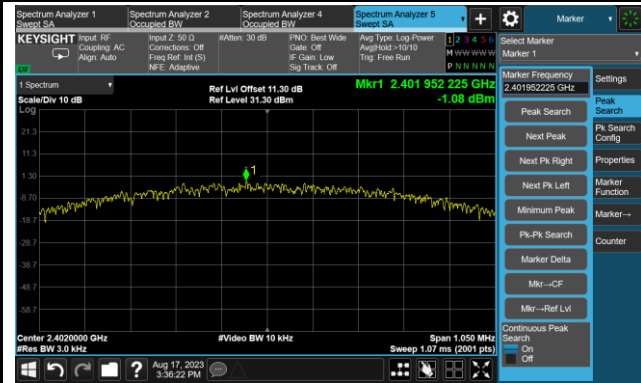 Spectrum Analyzer 1
Swept SA
Spectrum Analyzer 2
Occupied BW
Spectrum Analyzer 4
Occupied BW
Spectrum Analyzer 5
Swept SA
Marker
KEYSIGHT
Input: RF
Coupling: AC
Align: Auto
Input Z: 50 Ω
Corrections: Off
Freq Ref: Int (S)
NFE: Adaptive
#Atten: 30 dB
PNO: Best Wide
Gate: Off
IF Gain: Low
Sig Track: Off
Avg Type: Log-Power
Avg|Hold:>10/10
Trig: Free Run
1 2 3 4 5 6
M W W W W W
P N N N N N
Select Marker
Marker 1
1 Spectrum
Scale/Div 10 dB
Log
Ref Lvl Offset 11.30 dB
Ref Level 31.30 dBm
Mkr1 2.401 952 225 GHz
-1.08 dBm
21.3
11.3
1.30
-8.70
-18.7
-28.7
-38.7
-48.7
-58.7
1
Center 2.4020000 GHz
#Res BW 3.0 kHz
#Video BW 10 kHz
Span 1.050 MHz
Sweep 1.07 ms (2001 pts)
Marker Frequency
2.401952225 GHz
Peak Search
Next Peak
Next Pk Right
Next Pk Left
Minimum Peak
Pk-Pk Search
Marker Delta
Mkr→CF
Mkr→Ref Lvl
Continuous Peak
Search
On
Off
Settings
Peak
Search
Pk Search
Config
Properties
Marker
Function
Marker→
Counter
Aug 17, 2023
3:36:22 PM